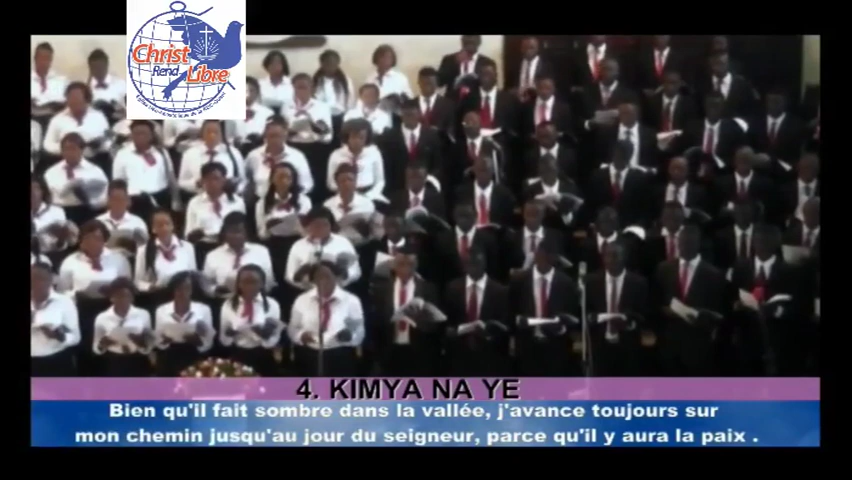 Christ
Rend
Libre
4. KIMYA NA YE
Bien qu'il fait sombre dans la vallée, j'avance toujours sur
mon chemin jusqu'au jour du seigneur, parce qu'il y aura la paix .